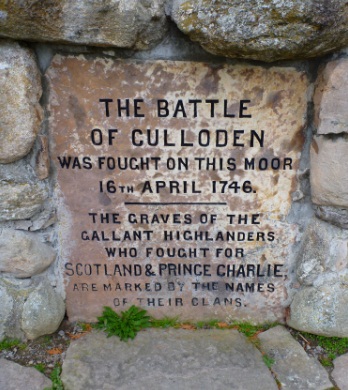 THE BATTLE
OF CULLODEN
WAS FOUGHT ON THIS MOOR
16TH APRIL 1746.
THE GRAVES OF THE
GALLANT HIGHLANDERS
WHO FOUGHT FOR
SCOTLAND & PRINCE CHARLIE,
ARE MARKED BY THE NAMES
OF THEIR CLANS.